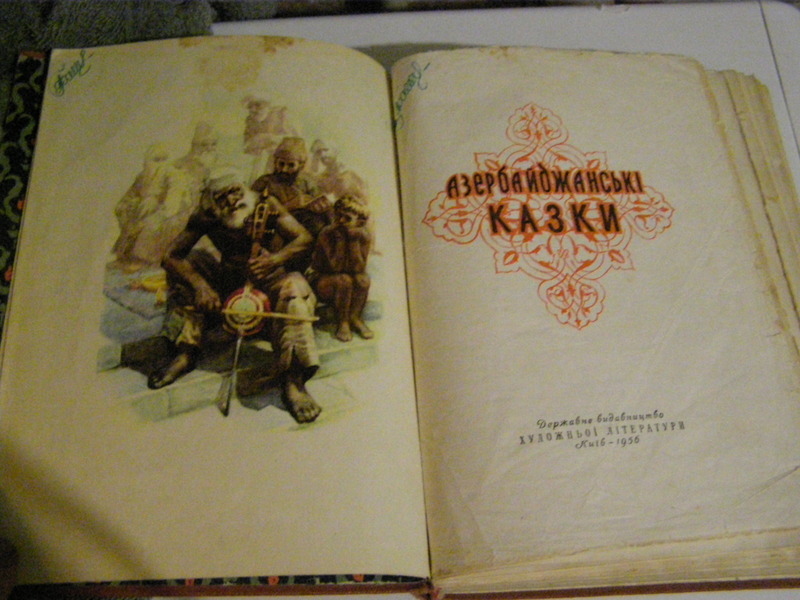 АЗЕРБАЙДЖАНСЬКІ
КАЗКИ
Державне видавництво
ХУДОЖНЬОЇ ЛІТЕРАТУРИ
Київ – 1956